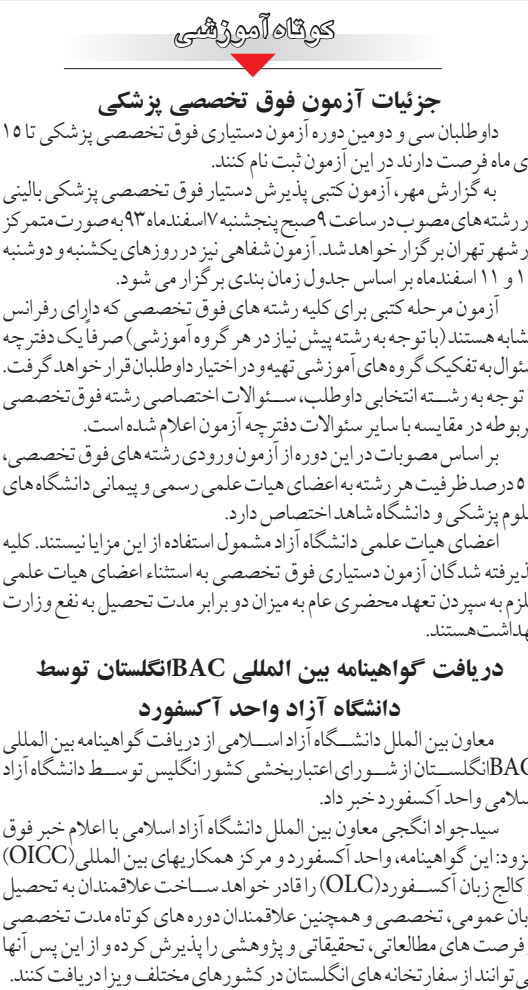 کوتاه آموزشی
جزئیات آزمون فوق تخصصی پزشکی
داوطلبان سی و دومین دوره آزمون دستیاری فوق تخصصی پزشکی تا ۱۵
ی ماه فرصت دارند در این آزمون ثبت نام کنند.
به گزارش مهر، آزمون کتبی پذیرش دستیار فوق تخصصی پزشکی بالینی
ر رشته های مصوب در ساعت ۹صبح پنجشنبه ۷اسفندماه ۹۳به صورت متمرکز
ر شهر تهران برگزار خواهد شد. آزمون شفاهی نیز در روزهای یکشنبه و دوشنبه
۱ و ۱۱ اسفندماه بر اساس جدول زمان بندی برگزار می شود.
آزمون مرحله کتبی برای کلیه رشته های فوق تخصصی که دارای رفرانس
شابه هستند (با توجه به رشته پیش نیاز در هر گروه آموزشی) صرفاً یک دفترچه
سئوال به تفکیک گروه های آموزشی تهیه و در اختیار داوطلبان قرار خواهد گرفت.
توجه به رشته انتخابی داوطلب، سئوالات اختصاصی رشته فوق تخصصی
ربوطه در مقایسه با سایر سئوالات دفترچه آزمون اعلام شده است.
بر اساس مصوبات در این دوره از آزمون ورودی رشته های فوق تخصصی،
۵ درصد ظرفیت هر رشته به اعضای هیات علمی رسمی و پیمانی دانشگاه های
لوم پزشکی و دانشگاه شاهد اختصاص دارد.
اعضای هیات علمی دانشگاه آزاد مشمول استفاده از این مزایا نیستند. کلیه
ذیرفته شدگان آزمون دستیاری فوق تخصصی به استثناء اعضای هیات علمی
لزم به سپردن تعهد محضری عام به میزان دو برابر مدت تحصیل به نفع وزارت
هداشت هستند.
دریافت گواهینامه بین المللی BACانگلستان توسط
دانشگاه آزاد واحد آکسفورد
معاون بین الملل دانشگاه آزاد اسلامی از دریافت گواهینامه بین المللی
BACانگلستان از شورای اعتباربخشی کشور انگلیس توسط دانشگاه آزاد
سلامی واحد آکسفورد خبر داد.
سیدجواد انگجی معاون بین الملل دانشگاه آزاد اسلامی با اعلام خبر فوق
زود: این گواهینامه، واحد آکسفورد و مرکز همکاریهای بین المللی(OICC)
کالج زبان آکسفورد(OLC) را قادر خواهد ساخت علاقمندان به تحصیل
بان عمومی، تخصصی و همچنین علاقمندان دوره های کوتاه مدت تخصصی
فرصت های مطالعاتی، تحقیقاتی و پژوهشی را پذیرش کرده و از این پس آنها
ی توانند از سفارتخانه های انگلستان در کشورهای مختلف ویزا دریافت کنند.